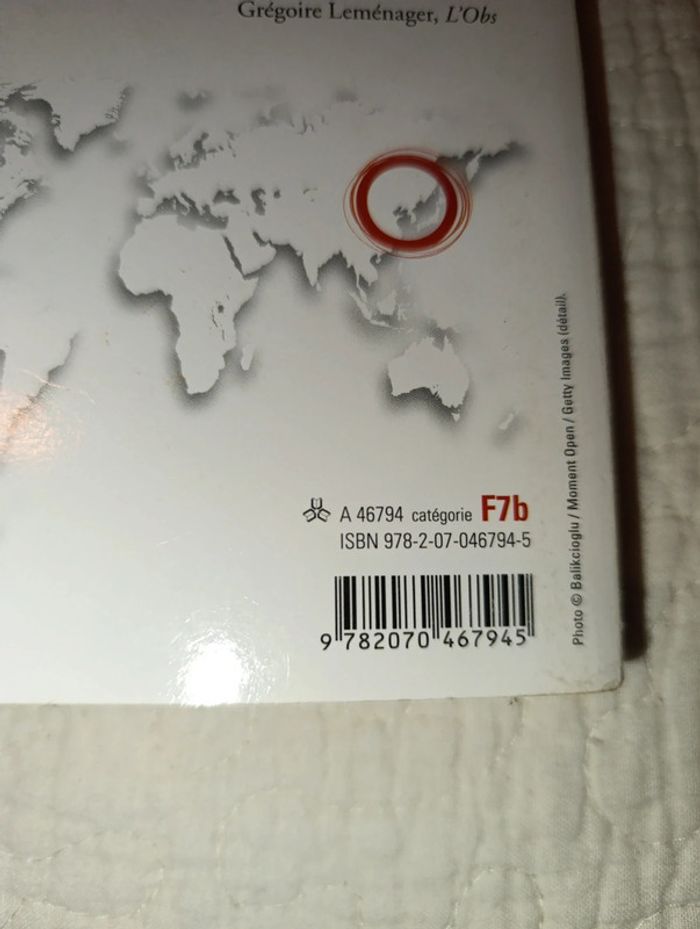 Grégoire Leménager, L'Obs
A 46794 catégorie F7b
ISBN 978-2-07-046794-5
9 782070 467945
Photo © Balikcioglu / Moment Open / Getty Images (détail).